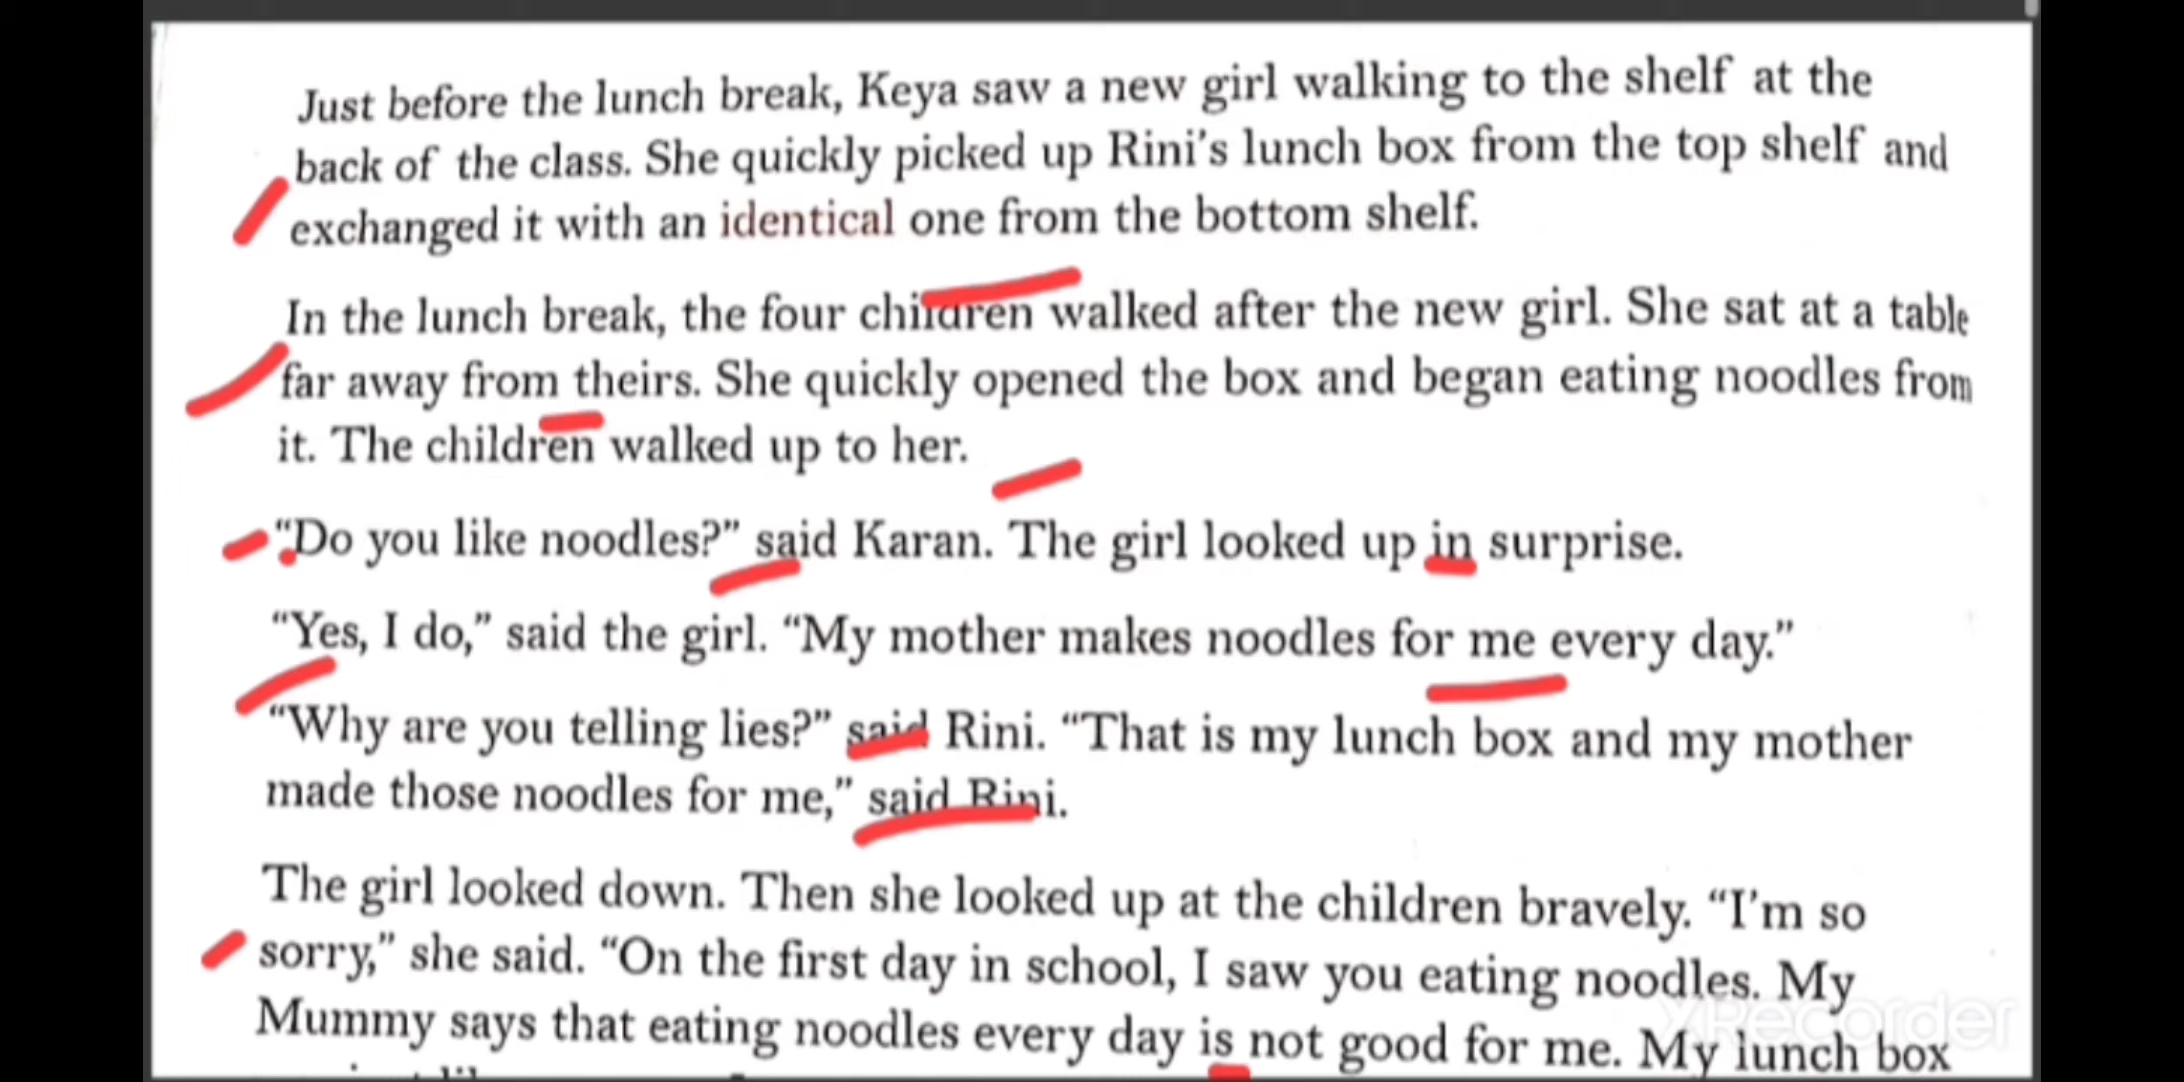 Just before the lunch break, Keya saw a new girl walking to the shelf at the
back of the class. She quickly picked up Rini's lunch box from the top shelf and
exchanged it with an identical one from the bottom shelf.
In the lunch break, the four children walked after the new girl. She sat at a table
far away from theirs. She quickly opened the box and began eating noodles from
it. The children walked up to her.
“Do you like noodles?” said Karan. The girl looked up in surprise.
“Yes, I do,” said the girl. “My mother makes noodles for me every day.”
“Why are you telling lies?” said Rini. “That is my lunch box and my mother
made those noodles for me,” said Rini.
The girl looked down. Then she looked up at the children bravely. “I'm so
sorry,” she said. “On the first day in school, I saw you eating noodles. My
Mummy says that eating noodles every day is not good for me. My lunch box
XRecorder